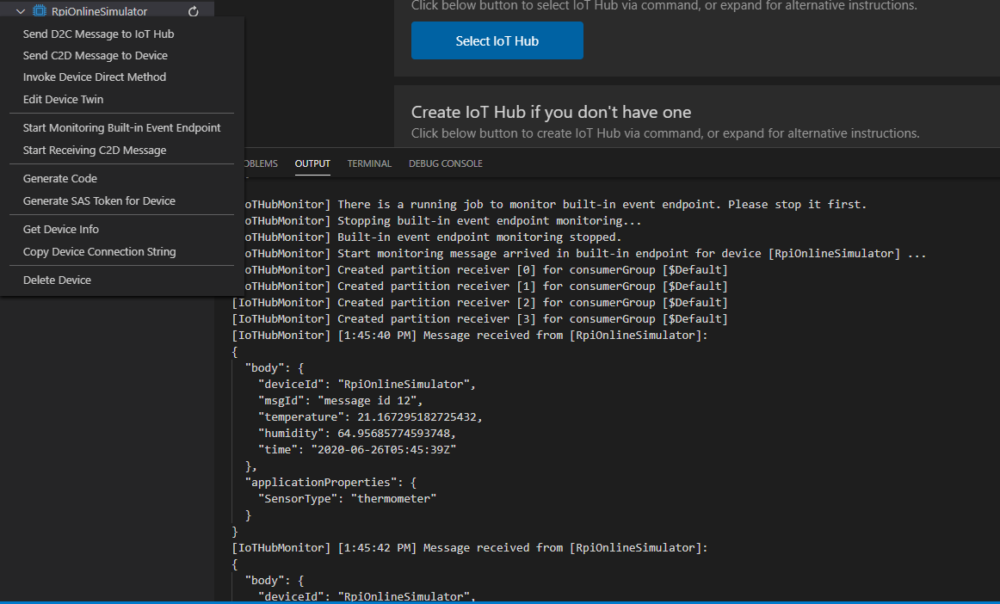 RpiOnlineSimulator
Send D2C Message to IoT Hub
Send C2D Message to Device
Invoke Device Direct Method
Edit Device Twin
Start Monitoring Built-in Event Endpoint
Start Receiving C2D Message
Generate Code
Generate SAS Token for Device
Get Device Info
Copy Device Connection String
Delete Device
Click below button to select IoT Hub via command, or expand for alternative instructions.
Select IoT Hub
Create IoT Hub if you don't have one
Click below button to create IoT Hub via command, or expand for alternative instructions.
OBLEMS OUTPUT TERMINAL DEBUG CONSOLE
oTHubMonitor] There is a running job to monitor built-in event endpoint. Please stop it first.
oTHubMonitor] Stopping built-in event endpoint monitoring...
oTHubMonitor] Built-in event endpoint monitoring stopped.
oTHubMonitor] Start monitoring message arrived in built-in endpoint for device [RpiOnlineSimulator] ...
oTHubMonitor] Created partition receiver [0] for consumerGroup [$Default]
oTHubMonitor] Created partition receiver [1] for consumerGroup [$Default]
[IoTHubMonitor] Created partition receiver [2] for consumerGroup [$Default]
[IoTHubMonitor] Created partition receiver [3] for consumerGroup [$Default]
[IoTHubMonitor] [1:45:40 PM] Message received from [RpiOnlineSimulator]:
{
"body": {
"deviceId": "RpiOnlineSimulator",
"msgId": "message id 12",
"temperature": 21.167295182725432,
"humidity": 64.95685774593748,
"time": "2020-06-26T05:45:39Z"
},
"applicationProperties": {
"SensorType": "thermometer"
}
}
[IoTHubMonitor] [1:45:42 PM] Message received from [RpiOnlineSimulator]:
{
"body": {
"deviceId": "RpiOnlineSimulator",